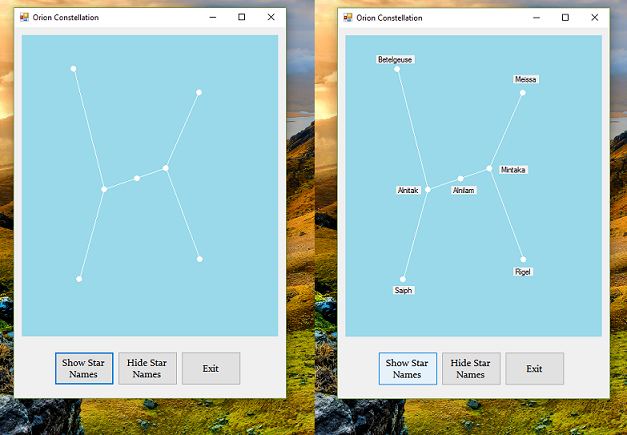 Orion Constellation
Show Star
Names
Hide Star
Names
Exit
Orion Constellation
Betelgeuse
Meissa
Mintaka
Alnitak
Alnilam
Rigel
Saiph
Show Star
Names
Hide Star
Names
Exit